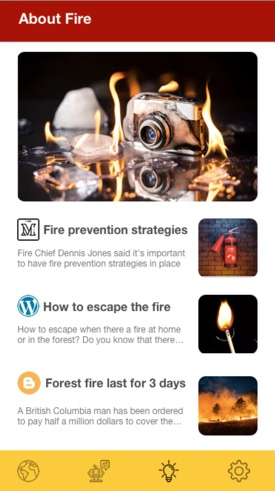 About Fire
Fire prevention strategies
Fire Chief Dennis Jones said it's important
to have fire prevention strategies in place
How to escape the fire
How to escape when there a fire at home
or in the forest? Do you know that there...
Forest fire last for 3 days
A British Columbia man has been ordered
to pay half a million dollars to cover the...